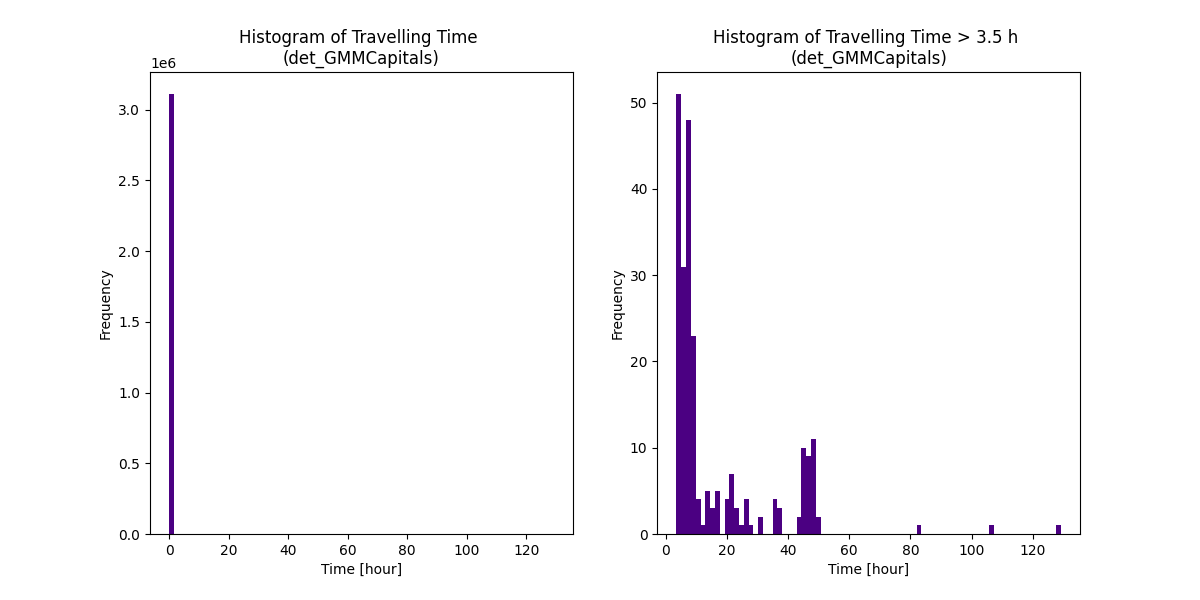 Histogram of Travelling Time
(det_GMMCapitals)
1e6
3.0
2.5
2.0
1.5
1.0
0.5
0.0
Frequency
0 20 40 60 80 100 120
Time [hour]
Histogram of Travelling Time > 3.5 h
(det_GMMCapitals)
50
40
30
20
10
0
Frequency
0 20 40 60 80 100 120
Time [hour]